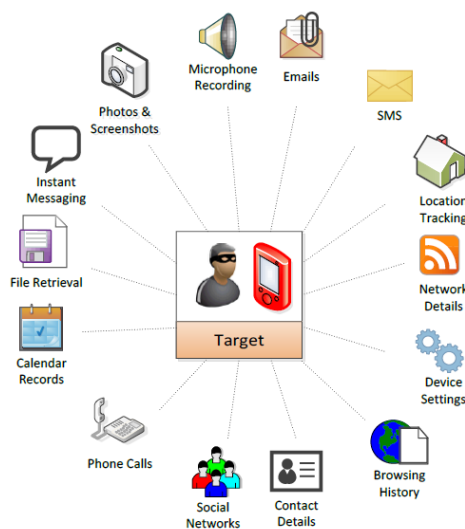 Microphone
Recording
Emails
Photos &
Screenshots
SMS
Instant
Messaging
Location
Tracking
File Retrieval
Network
Details
Target
Calendar
Records
Device
Settings
Phone Calls
Browsing
History
Social
Networks
Contact
Details